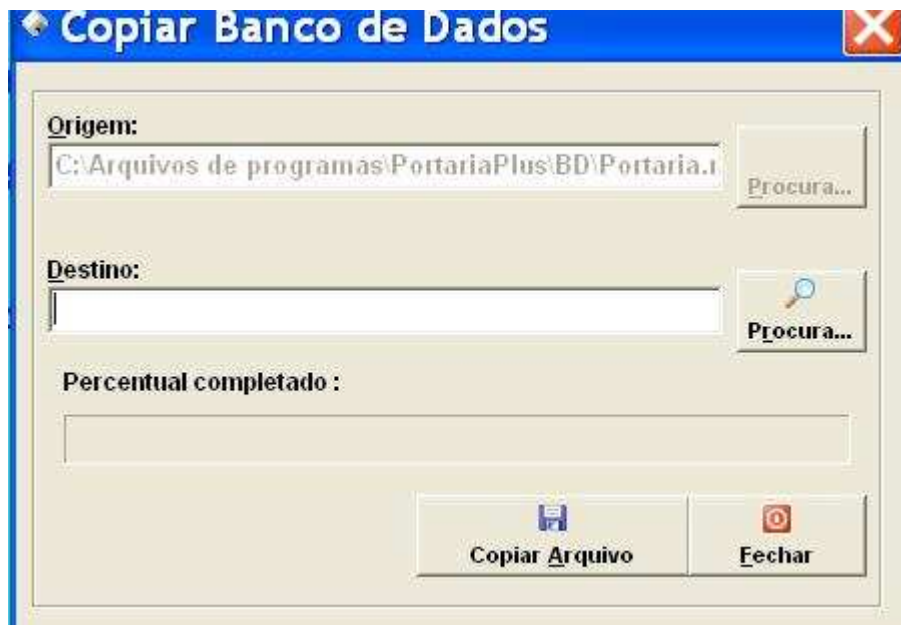 Copiar Banco de Dados
Origem:
C:\Arquivos de programas\PortariaPlus\BD\Portaria.
Procura...
Destino:
Procura...
Percentual completado :
Copiar Arquivo
Fechar